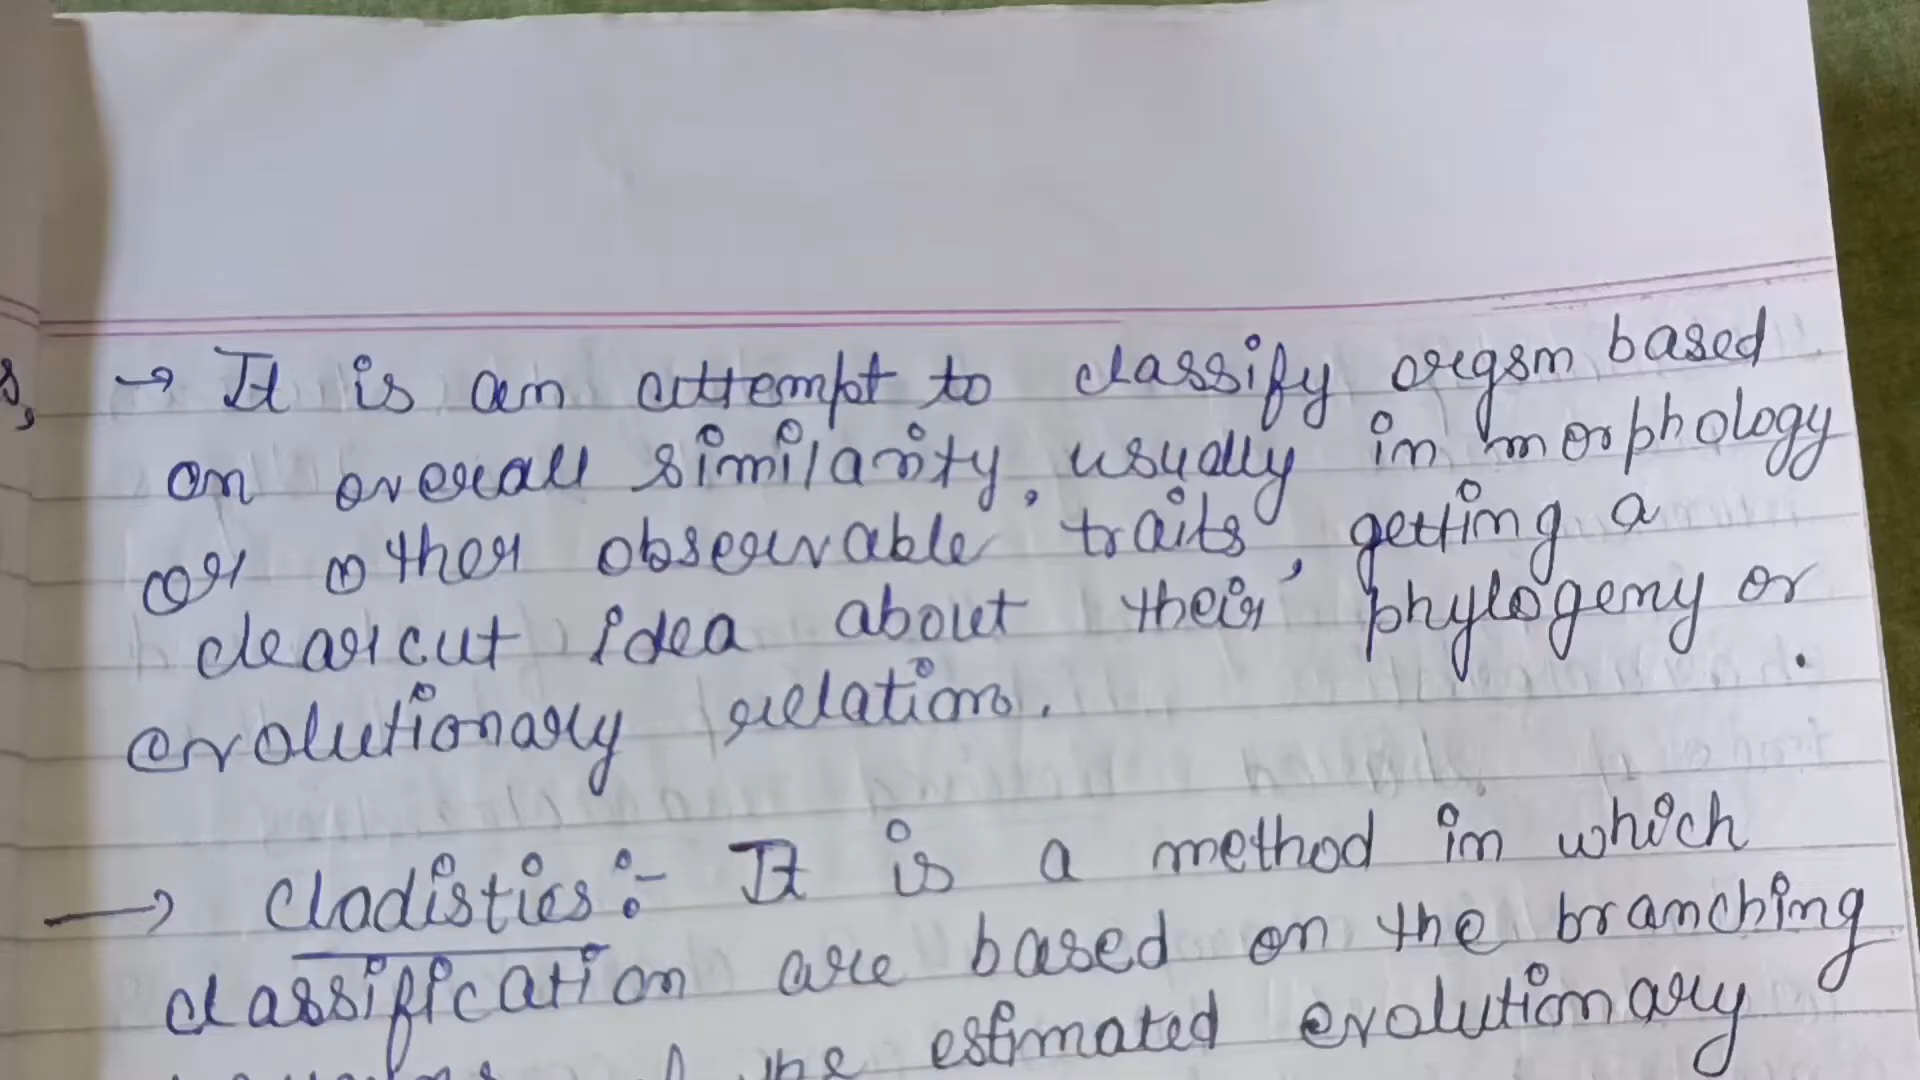 s,
→ It is an attempt to classify orgsm based
on overall similarity, usually in morphology
or other observable traits, getting a
clearcut idea about their phylogeny or
evolutionary relation.
→ Cladistics :- It is a method in which
classification are based on the branching
the estimated evolutionary